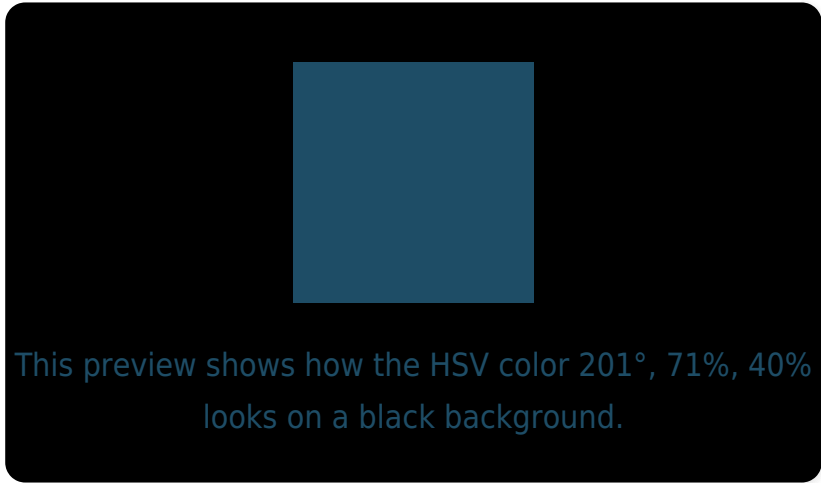 This preview shows how the HSV color 201°, 71%, 40%
looks on a black background.